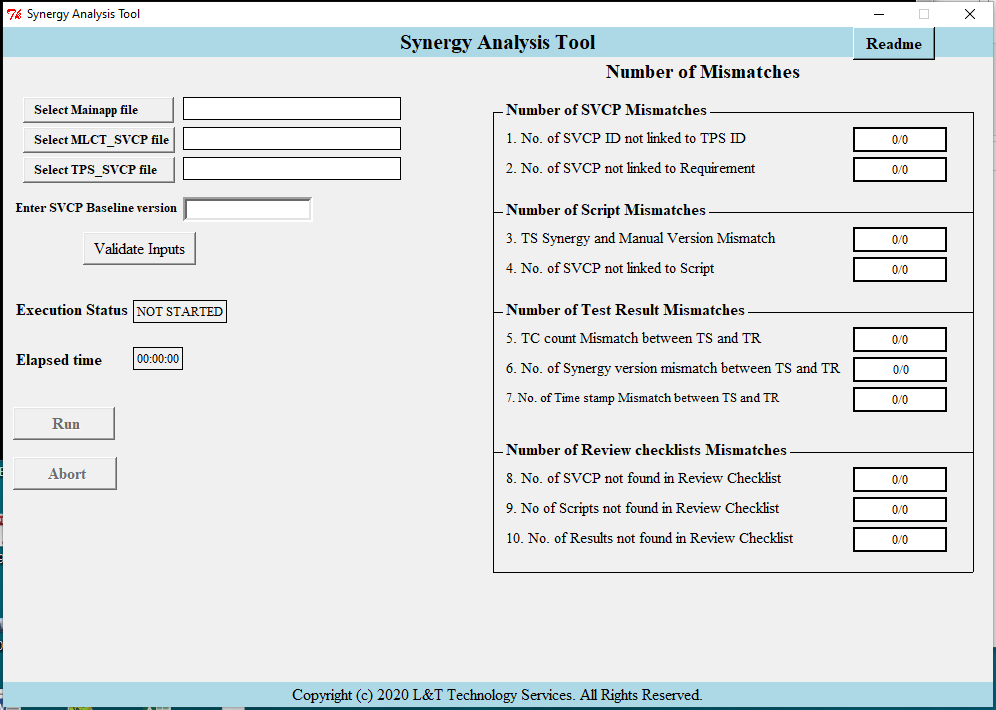 Synergy Analysis Tool
Synergy Analysis Tool
Readme
Number of Mismatches
Select Mainapp file
Select MLCT_SVCP file
Select TPS_SVCP file
Enter SVCP Baseline version
Validate Inputs
Execution Status NOT STARTED
Elapsed time 00:00:00
Run
Abort
Number of SVCP Mismatches
1. No. of SVCP ID not linked to TPS ID 0/0
2. No. of SVCP not linked to Requirement 0/0
Number of Script Mismatches
3. TS Synergy and Manual Version Mismatch 0/0
4. No. of SVCP not linked to Script 0/0
Number of Test Result Mismatches
5. TC count Mismatch between TS and TR 0/0
6. No. of Synergy version mismatch between TS and TR 0/0
7. No. of Time stamp Mismatch between TS and TR 0/0
Number of Review checklists Mismatches
8. No. of SVCP not found in Review Checklist 0/0
9. No of Scripts not found in Review Checklist 0/0
10. No. of Results not found in Review Checklist 0/0
Copyright (c) 2020 L&T Technology Services. All Rights Reserved.